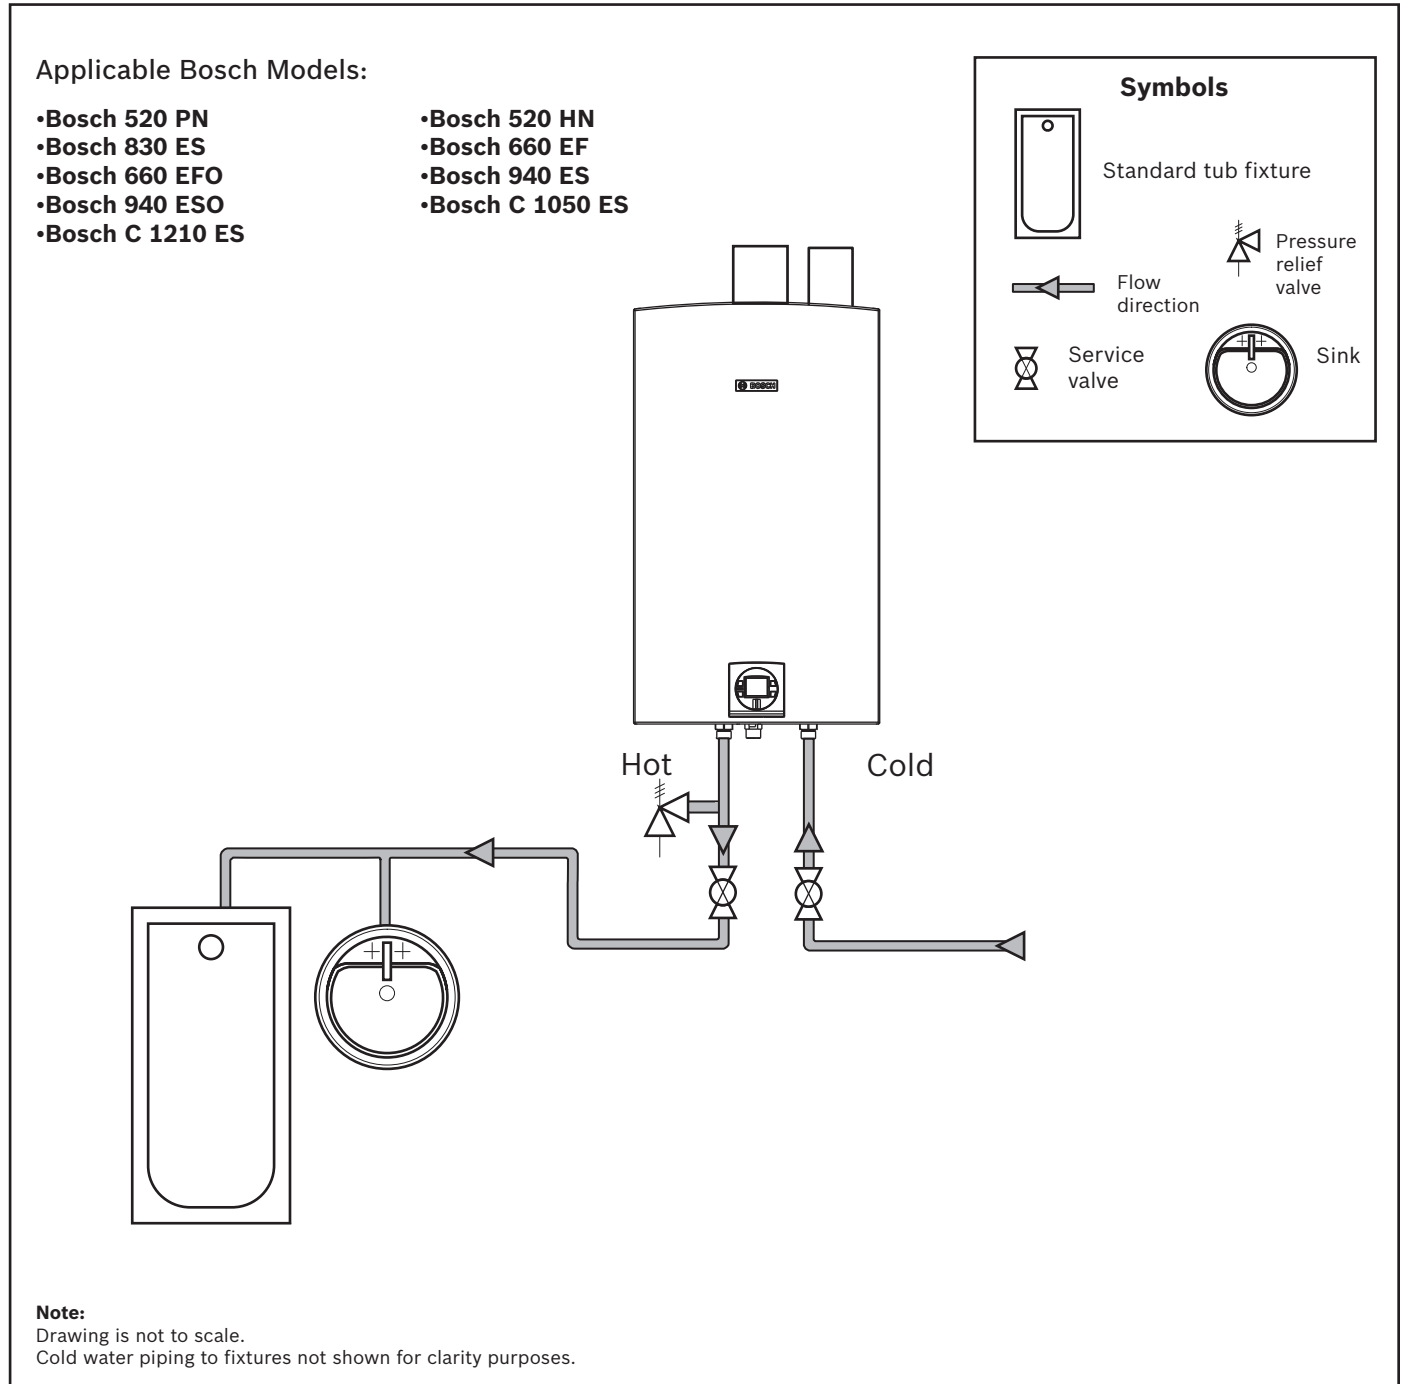 Applicable Bosch Models:
•Bosch 520 PN
•Bosch 830 ES
•Bosch 660 EFO
•Bosch 940 ESO
•Bosch C 1210 ES
•Bosch 520 HN
•Bosch 660 EF
•Bosch 940 ES
•Bosch C 1050 ES
Symbols
Standard tub fixture
Pressure
relief
valve
Flow
direction
Service
valve
Sink
BOSCH
Hot
Cold
Note:
Drawing is not to scale.
Cold water piping to fixtures not shown for clarity purposes.